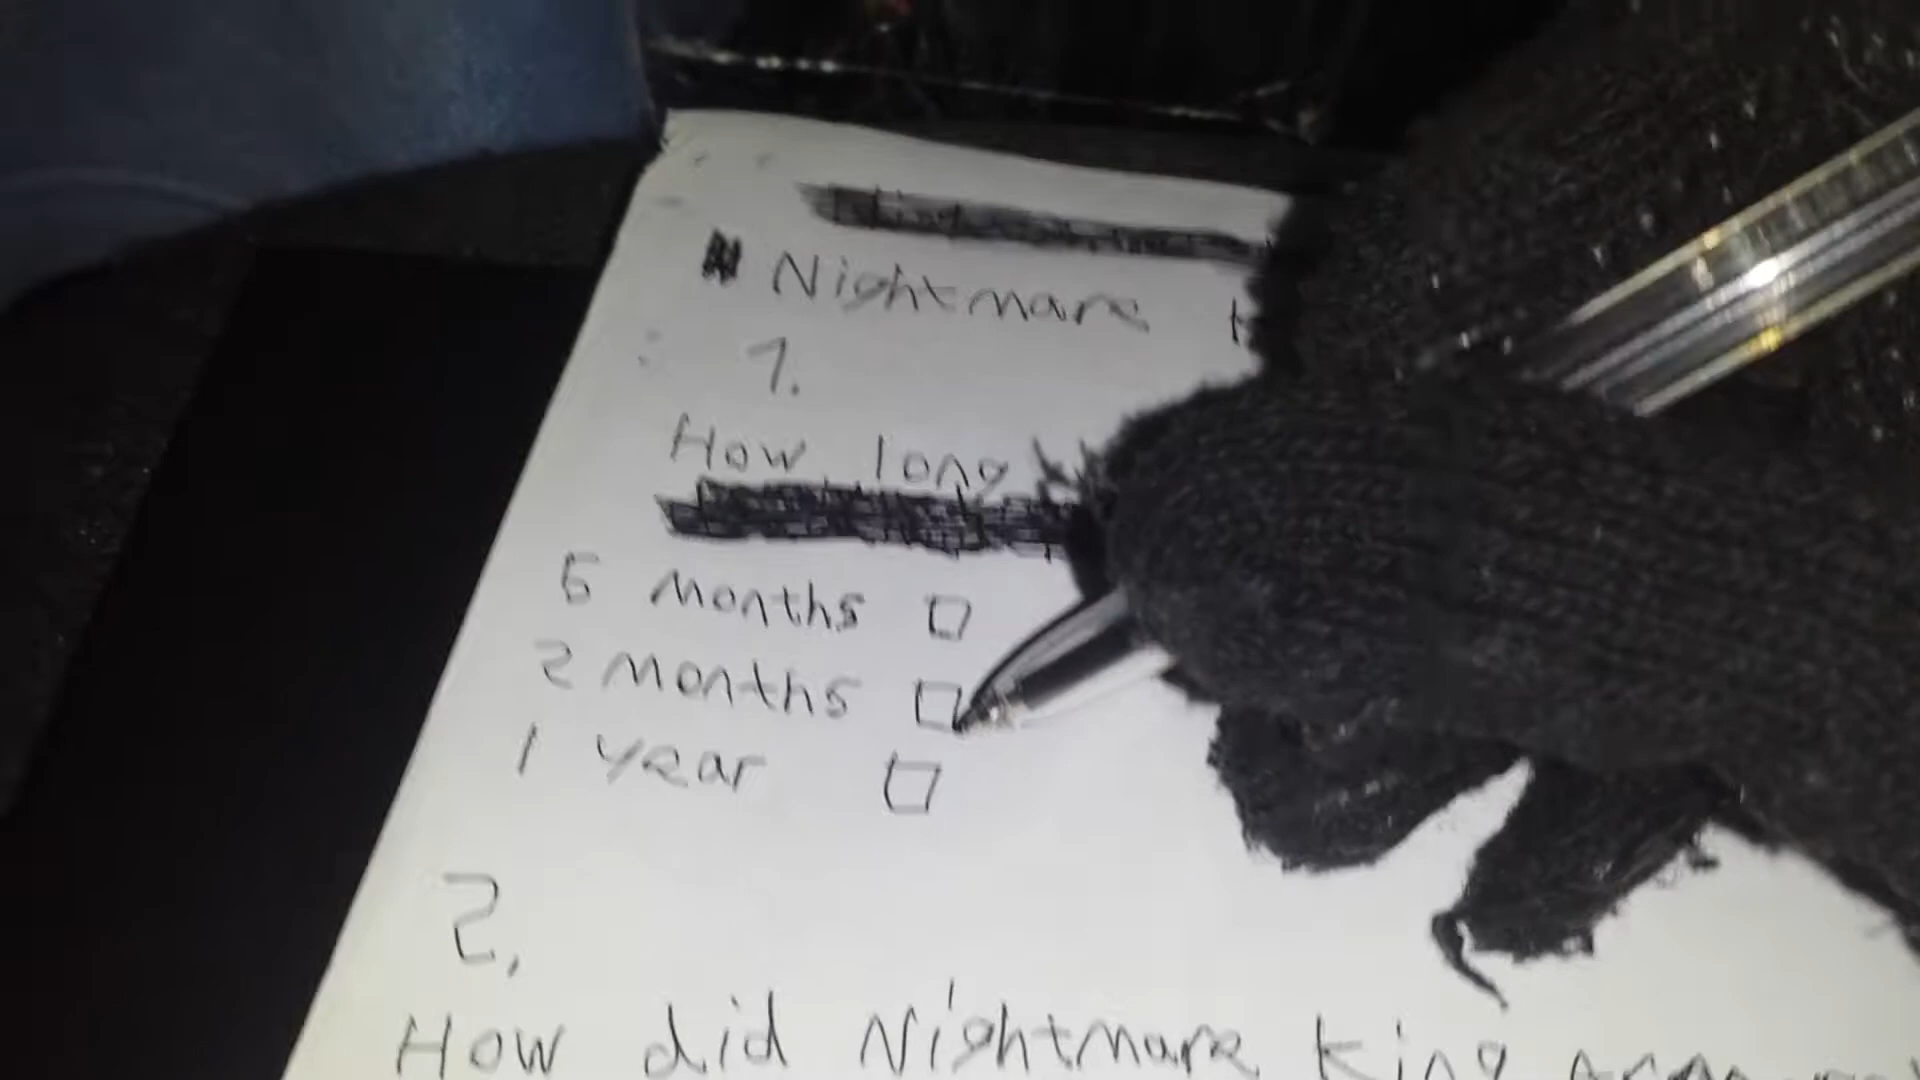 Nightmare
1.
How long
5 months
2 months
1 year
2.
How did Nightmare King